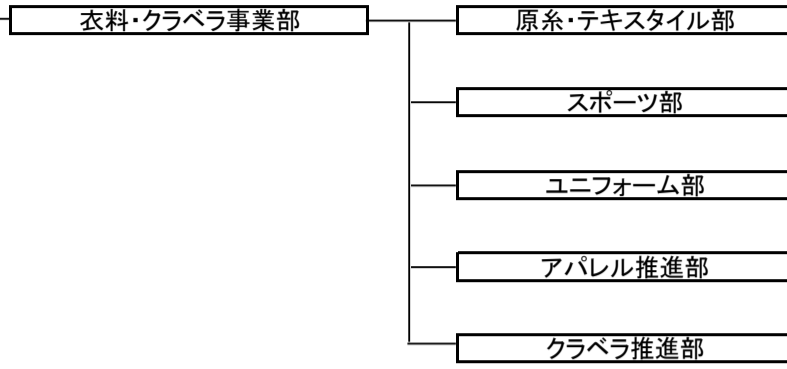 衣料・クラベラ事業部
原糸・テキスタイル部
スポーツ部
ユニフォーム部
アパレル推進部
クラベラ推進部